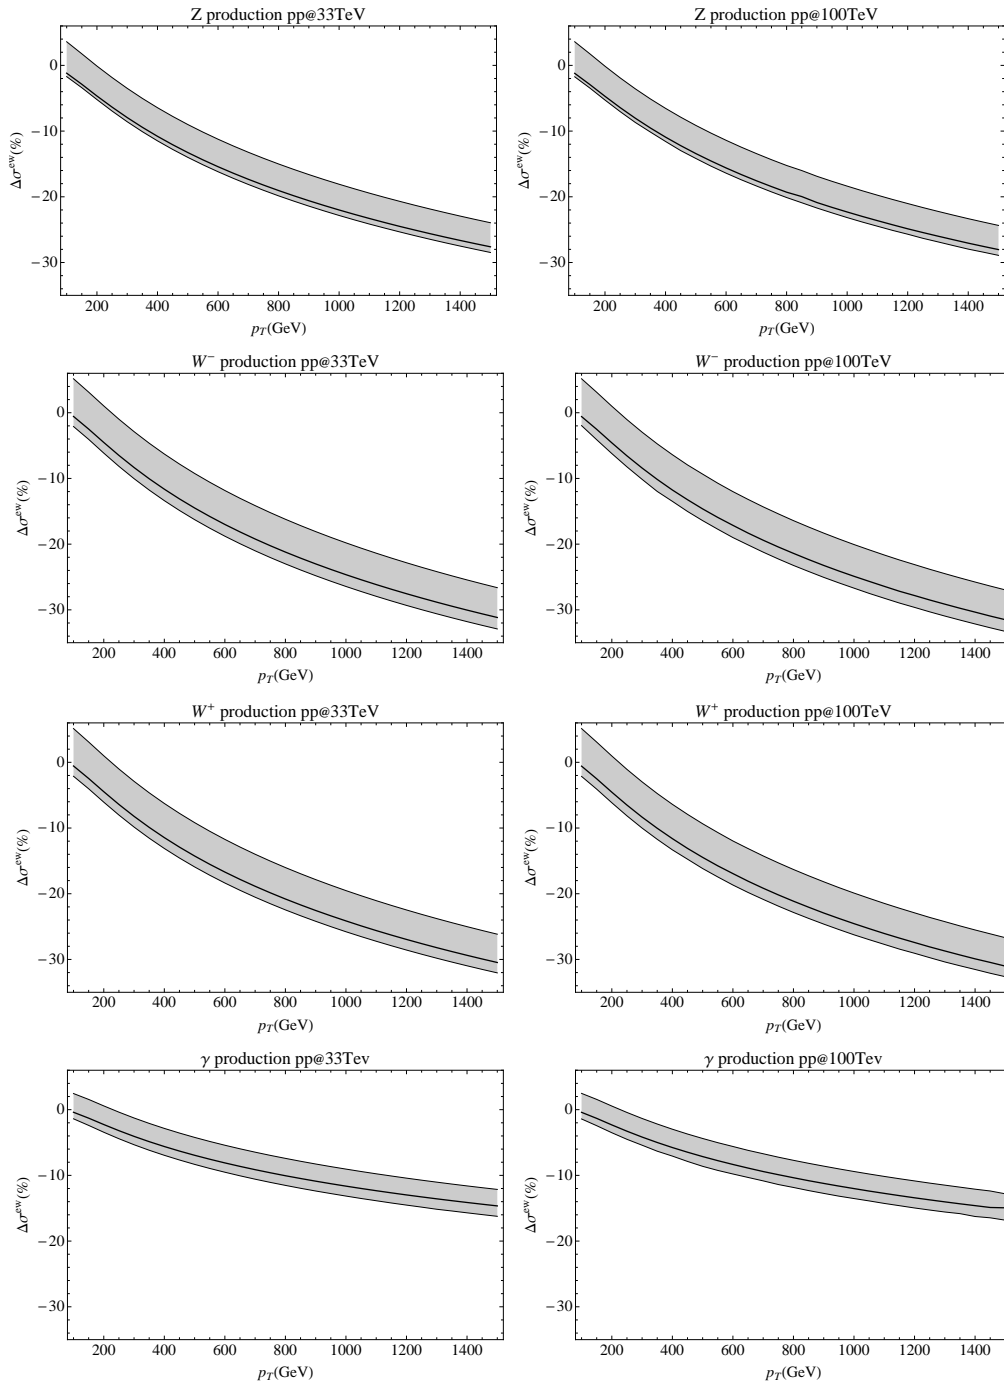 Z production pp@33TeV
0
−10
−20
−30
Δσ^ew(%)
200 400 600 800 1000 1200 1400
p_T(GeV)
Z production pp@100TeV
0
−10
−20
−30
Δσ^ew(%)
200 400 600 800 1000 1200 1400
p_T(GeV)
W^− production pp@33TeV
0
−10
−20
−30
Δσ^ew(%)
200 400 600 800 1000 1200 1400
p_T(GeV)
W^− production pp@100TeV
0
−10
−20
−30
Δσ^ew(%)
200 400 600 800 1000 1200 1400
p_T(GeV)
W^+ production pp@33TeV
0
−10
−20
−30
Δσ^ew(%)
200 400 600 800 1000 1200 1400
p_T(GeV)
W^+ production pp@100TeV
0
−10
−20
−30
Δσ^ew(%)
200 400 600 800 1000 1200 1400
p_T(GeV)
γ production pp@33Tev
0
−10
−20
−30
Δσ^ew(%)
200 400 600 800 1000 1200 1400
p_T(GeV)
γ production pp@100Tev
0
−10
−20
−30
Δσ^ew(%)
200 400 600 800 1000 1200 1400
p_T(GeV)